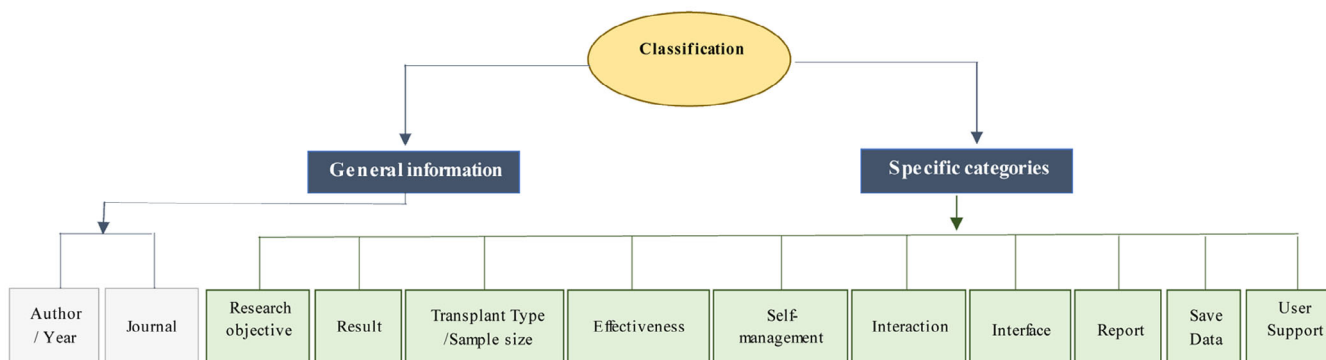 Classification
General information
Specific categories
Author
/ Year
Journal
Research
objective
Result
Transplant Type
/Sample size
Effectiveness
Self-
management
Interaction
Interface
Report
Save
Data
User
Support